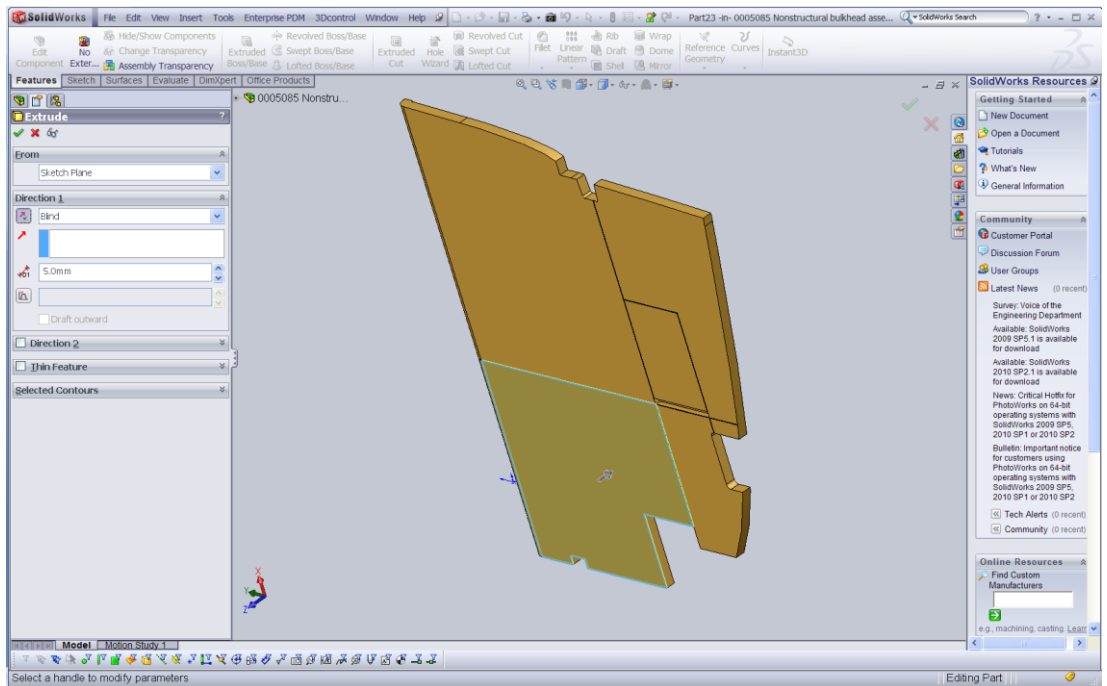 SolidWorks File Edit View Insert Tools Enterprise PDM 3Dcontrol Window Help Part23 -in- 0005085 Nonstructural bulkhead asse... SolidWorks Search
Edit Component
No Exter...
Hide/Show Components
Change Transparency
Assembly Transparency
Extruded Boss/Base
Revolved Boss/Base
Swept Boss/Base
Lofted Boss/Base
Extruded Cut
Hole Wizard
Revolved Cut
Swept Cut
Lofted Cut
Fillet
Linear Pattern
Rib
Draft
Shell
Wrap
Dome
Mirror
Reference Geometry
Curves
Instant3D
Features Sketch Surfaces Evaluate DimXpert Office Products
0005085 Nonstru...
Extrude ?
From
Sketch Plane
Direction 1
Blind
5.0mm
Draft outward
Direction 2
Thin Feature
Selected Contours
X
Y
Z
SolidWorks Resources
Getting Started
New Document
Open a Document
Tutorials
What's New
General Information
Community
Customer Portal
Discussion Forum
User Groups
Latest News (0 recent)
Survey: Voice of the
Engineering Department
Available: SolidWorks
2009 SP5.1 is available
for download
Available: SolidWorks
2010 SP2.1 is available
for download
News: Critical Hotfix for
PhotoWorks on 64-bit
operating systems with
SolidWorks 2009 SP5,
2010 SP1 or 2010 SP2
Bulletin: Important notice
for customers using
PhotoWorks on 64-bit
operating systems with
SolidWorks 2009 SP5,
2010 SP1 or 2010 SP2
Tech Alerts (0 recent)
Community (0 recent)
Online Resources
Find Custom
Manufacturers
e.g., machining, casting. Learn
Model Motion Study 1
Select a handle to modify parameters
Editing Part